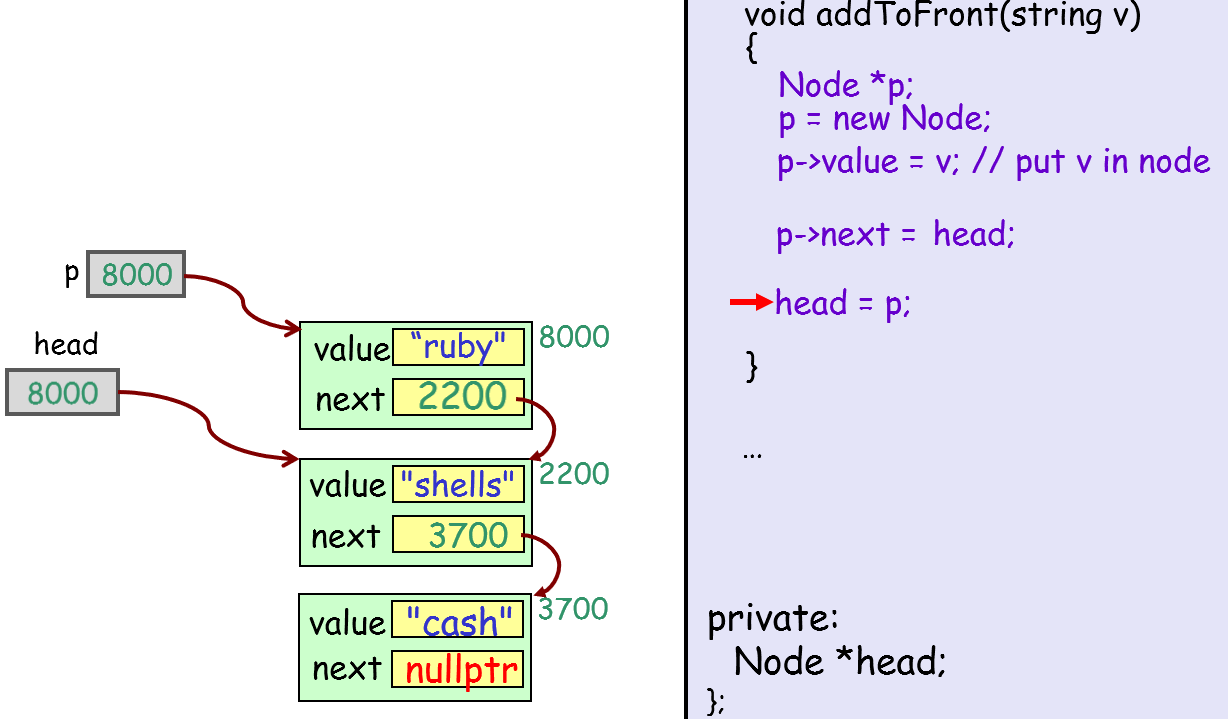 p 8000
head
8000
value "ruby" 8000
next 2200
value "shells" 2200
next 3700
value "cash" 3700
next nullptr
void addToFront(string v)
{
Node *p;
p = new Node;
p->value = v; // put v in node
p->next = head;
head = p;
}
…
private:
Node *head;
};